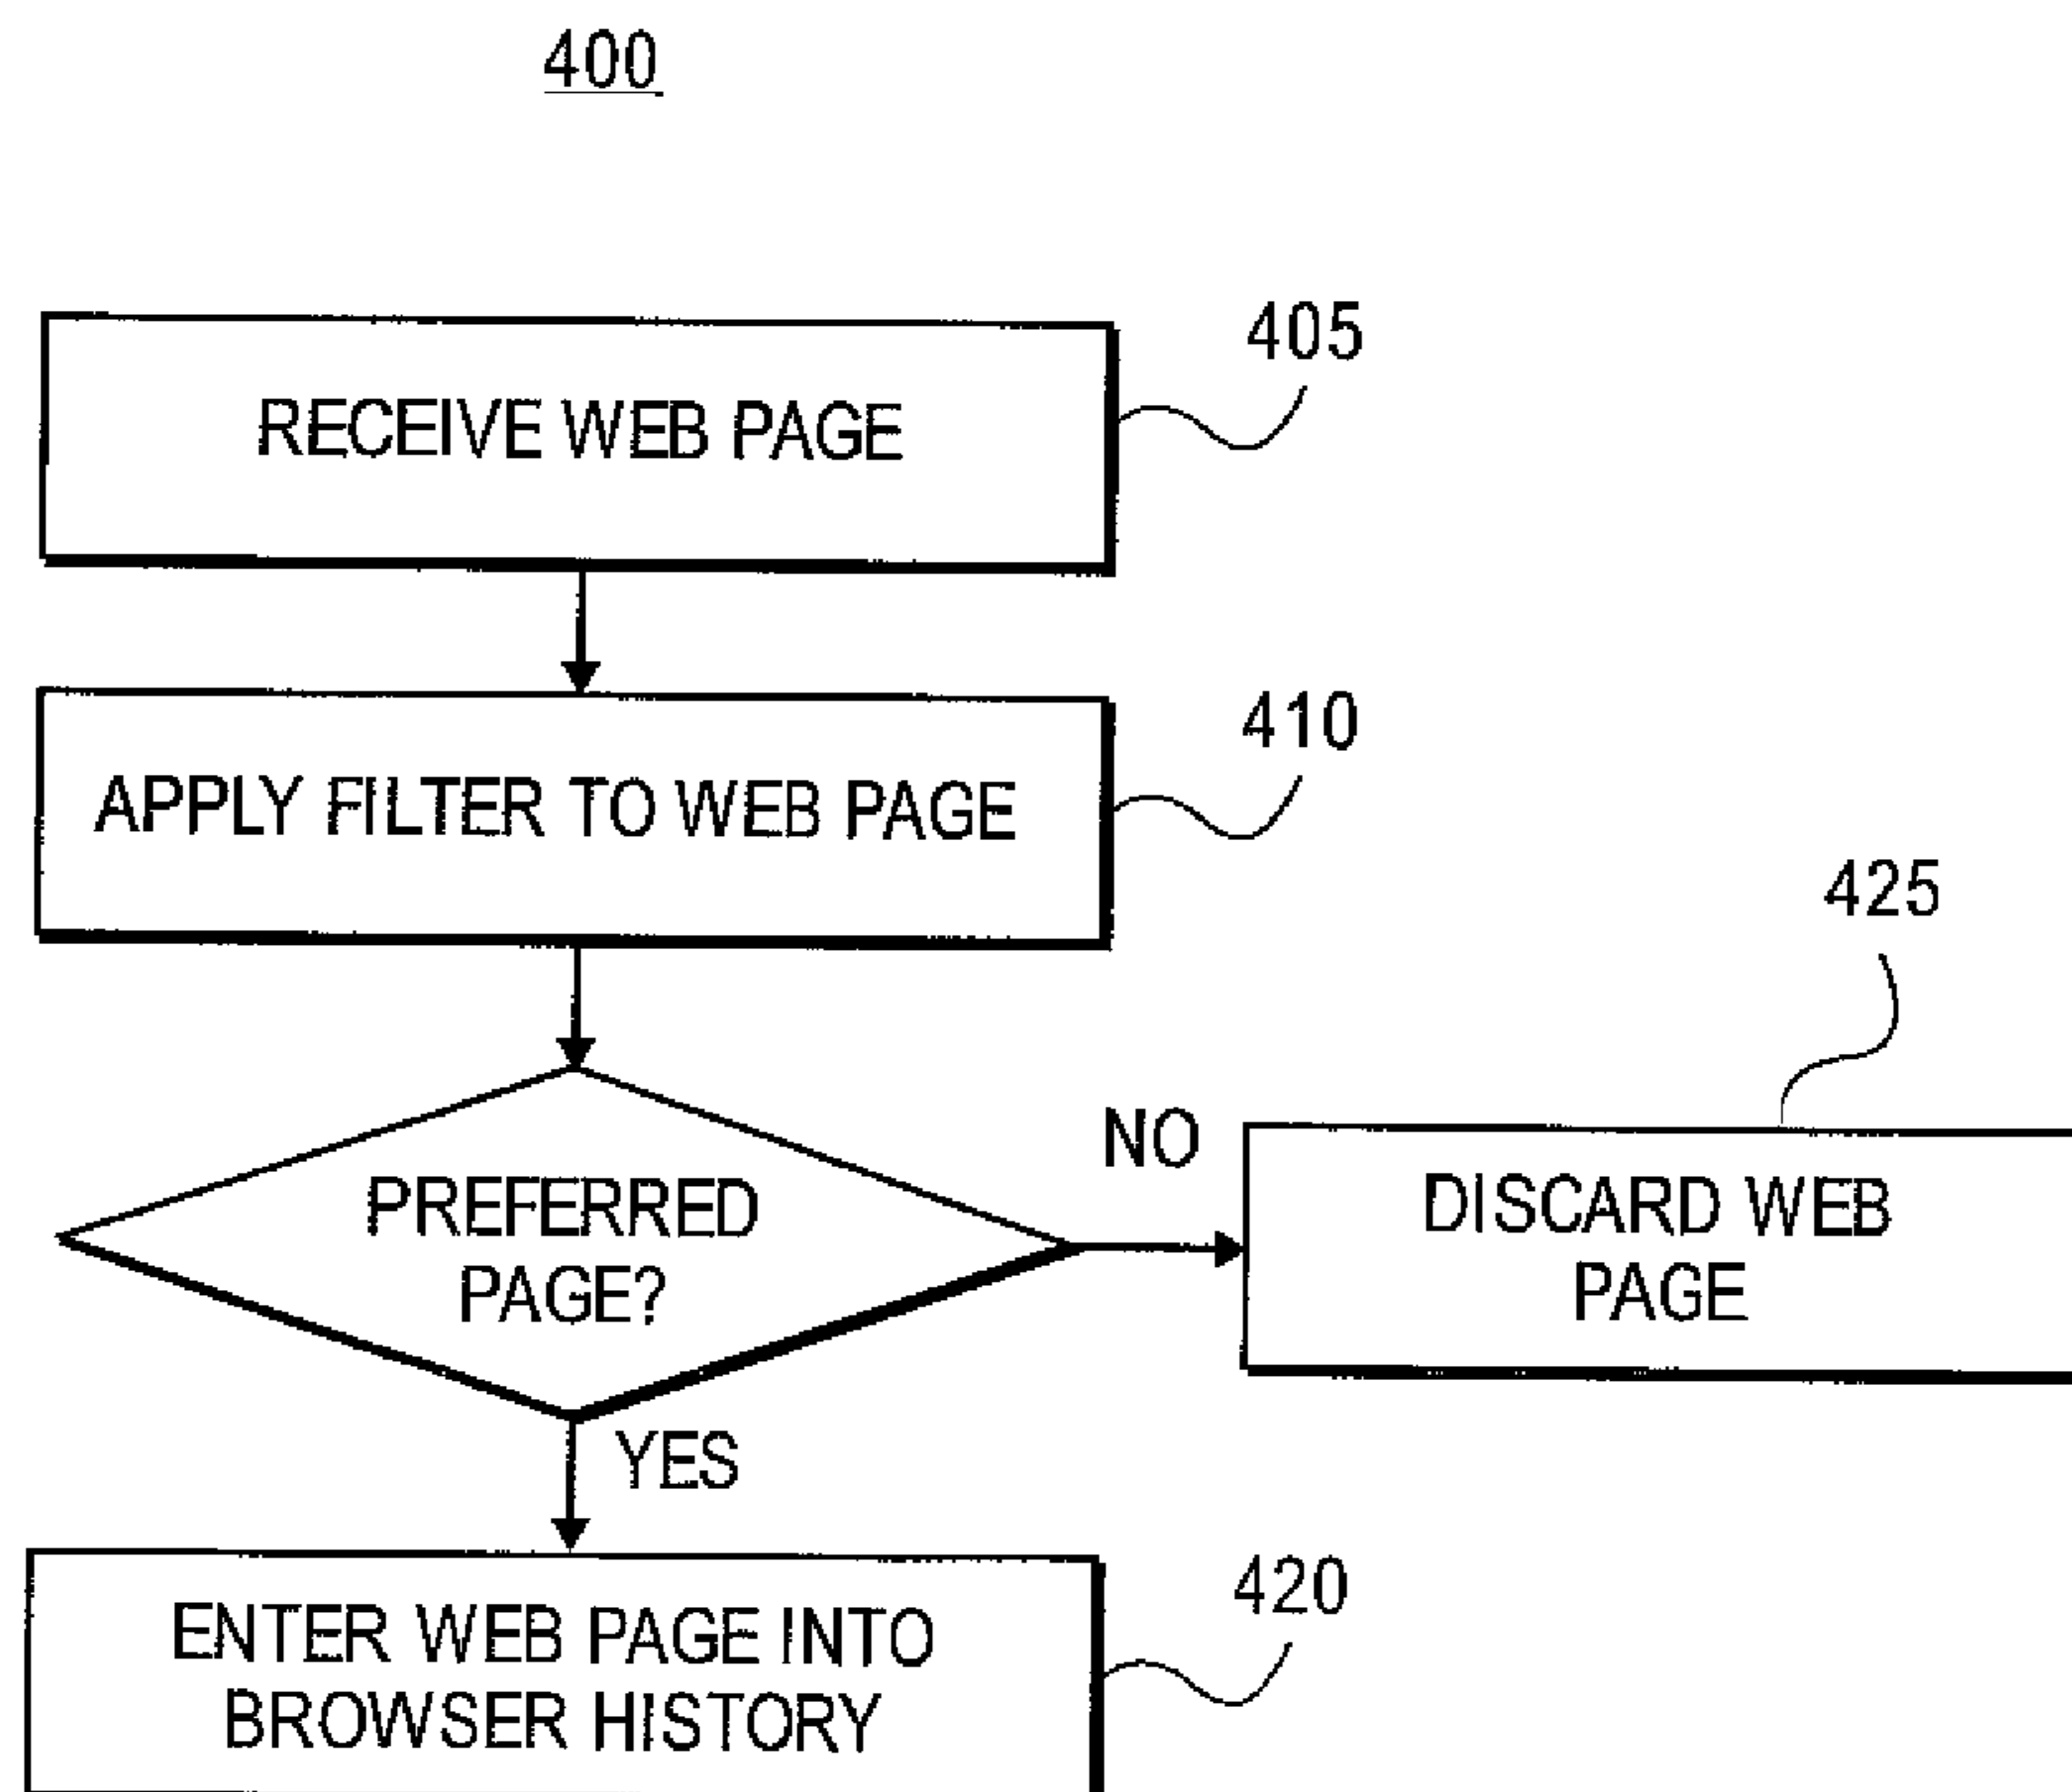 400
405
RECEIVE WEB PAGE
410
APPLY FILTER TO WEB PAGE
425
PREFERRED
PAGE?
NO
DISCARD WEB
PAGE
YES
420
ENTER WEB PAGE INTO
BROWSER HISTORY